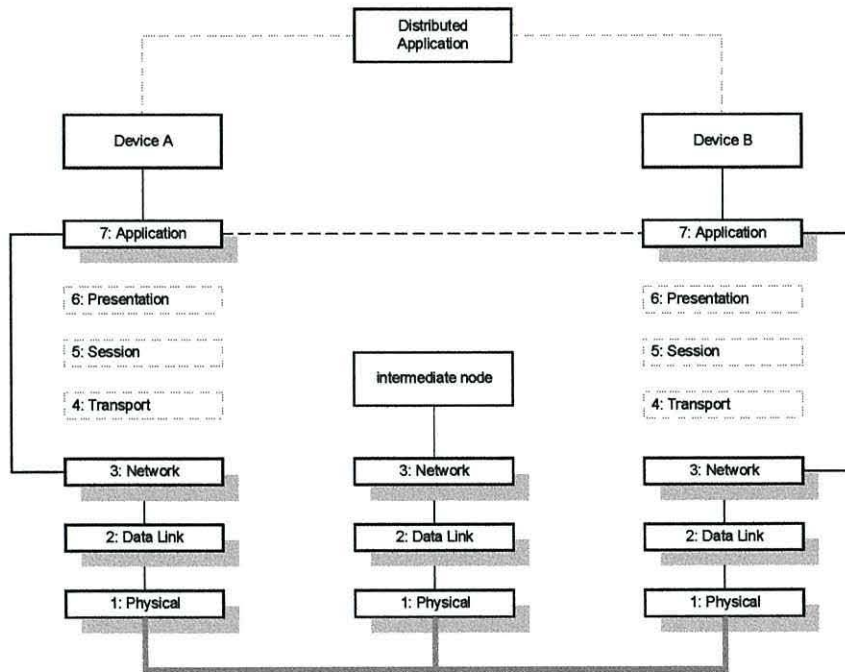 Distributed
Application
Device A
Device B
7: Application
7: Application
6: Presentation
6: Presentation
5: Session
5: Session
intermediate node
4: Transport
4: Transport
3: Network
3: Network
3: Network
2: Data Link
2: Data Link
2: Data Link
1: Physical
1: Physical
1: Physical